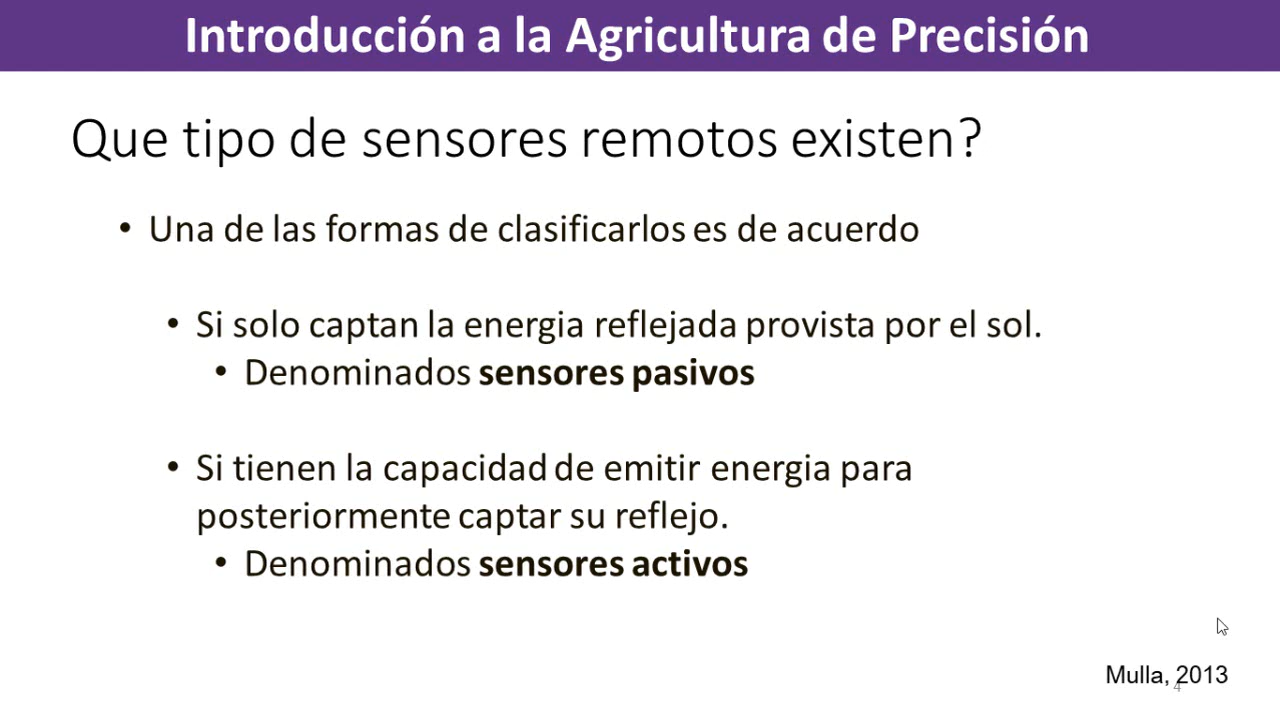 Introducción a la Agricultura de Precisión
Que tipo de sensores remotos existen?
• Una de las formas de clasificarlos es de acuerdo
• Si solo captan la energia reflejada provista por el sol.
• Denominados sensores pasivos
• Si tienen la capacidad de emitir energia para
posteriormente captar su reflejo.
• Denominados sensores activos
Mulla, 2013
4